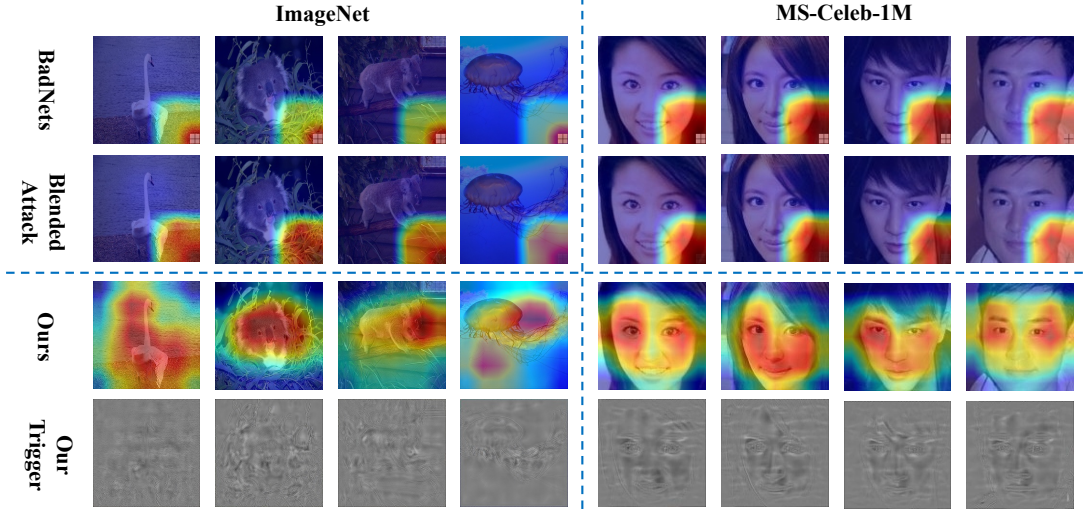 ImageNet
MS-Celeb-1M
BadNets
Blended
Attack
Ours
Our
Trigger